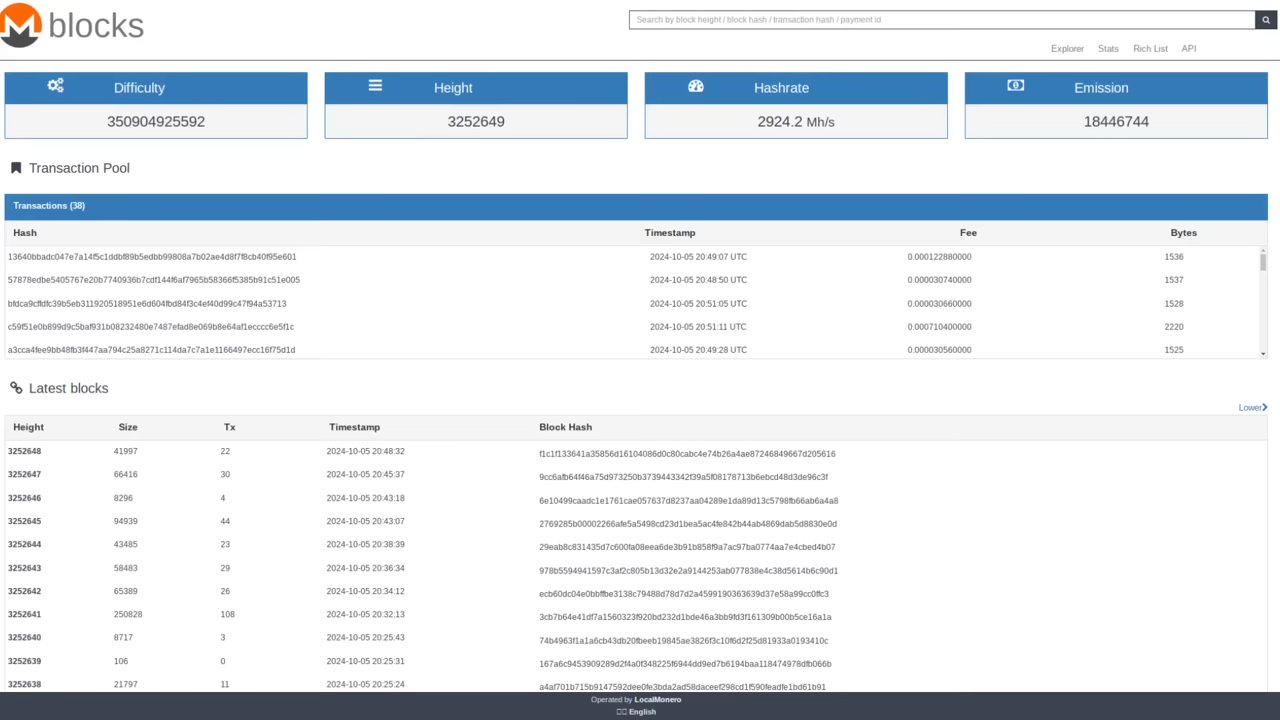 blocks
Search by block height / block hash / transaction hash / payment id
Explorer Stats Rich List API
Difficulty Height Hashrate Emission
350904925592 3252649 2924.2 Mh/s 18446744
Transaction Pool
Transactions (38)
Hash Timestamp Fee Bytes
13640bbadc047e7a14f5c1ddbf89b5edbb99808a7b02ae4d8f7f8cb40f95e601 2024-10-05 20:49:07 UTC 0.000122880000 1536
57878edbe5405767e20b7740936b7cdf144f6af7965b58366f5385b91c51e005 2024-10-05 20:48:50 UTC 0.000030740000 1537
bfdca9cffdfc39b5eb311920518951e6d604fbd84f3c4ef40d99c47f94a53713 2024-10-05 20:51:05 UTC 0.000030660000 1528
c59f51e0b899d9c5baf931b08232480e7487efad8e069b8e64af1ecccc6e5f1c 2024-10-05 20:51:11 UTC 0.000710400000 2220
a3cca4fee9bb48fb3f447aa794c25a8271c114da7c7a1e1166497ecc16f75d1d 2024-10-05 20:49:28 UTC 0.000030560000 1525
Latest blocks
Lower
Height Size Tx Timestamp Block Hash
3252648 41997 22 2024-10-05 20:48:32 f1c1f133641a35856d16104086d0c80cabc4e74b26a4ae87246849667d205616
3252647 66416 30 2024-10-05 20:45:37 9cc6afb64f46a75d973250b3739443342f39a5f08178713b6ebcd48d3de96c3f
3252646 8296 4 2024-10-05 20:43:18 6e10499caadc1e1761cae057637d8237aa04289e1da89d13c5798fb66ab6a4a8
3252645 94939 44 2024-10-05 20:43:07 2769285b00002266afe5a5498cd23d1bea5ac4fe842b44ab4869dab5d8830e0d
3252644 43485 23 2024-10-05 20:38:39 29eab8c831435d7c600fa08eea6de3b91b858f9a7ac97ba0774aa7e4cbed4b07
3252643 58483 29 2024-10-05 20:36:34 978b5594941597c3af2c805b13d32e2a9144253ab077838e4c38d5614b6c90d1
3252642 65389 26 2024-10-05 20:34:12 ecb60dc04e0bbffbe3138c79488d78d7d2a4599190363639d37e58a99cc0ffc3
3252641 250828 108 2024-10-05 20:32:13 3cb7b64e41df7a1560323f920bd232d1bde46a3bb9fd3f161309b00b5ce16a1a
3252640 8717 3 2024-10-05 20:25:43 74b4963f1a1a6cb43db20fbeeb19845ae3826f3c10f6d2f25d81933a0193410c
3252639 106 0 2024-10-05 20:25:31 167a6c9453909289d2f4a0f348225f6944dd9ed7b6194baa118474978dfb066b
3252638 21797 11 2024-10-05 20:25:24 a4af701b715b9147592dee0fe3bda2ad58daceef298cd1f590feadfe1bd61b91
Operated by LocalMonero
English